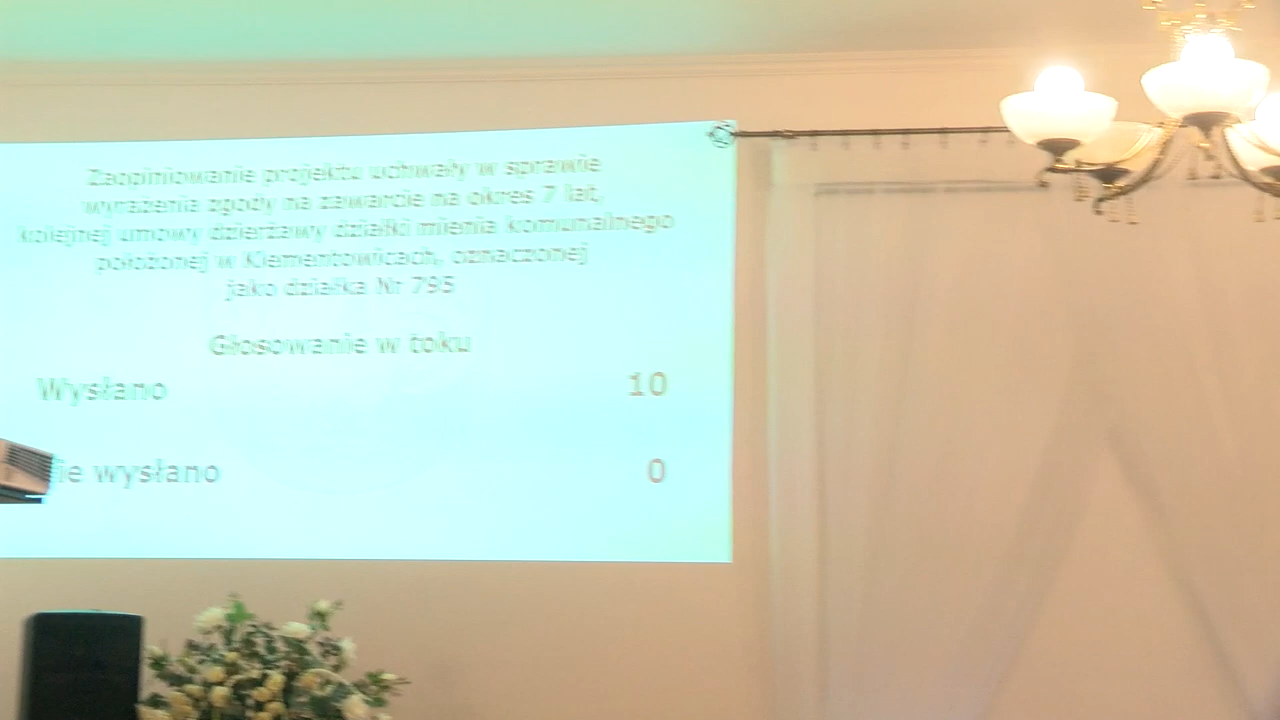 Zaopiniowanie projektu uchwały w sprawie
wyrażenia zgody na zawarcie na okres 7 lat,
kolejnej umowy dzierżawy działki mienia komunalnego
położonej w Klementowicach, oznaczonej
jako działka Nr 795
Głosowanie w toku
Wysłano 10
ie wysłano 0